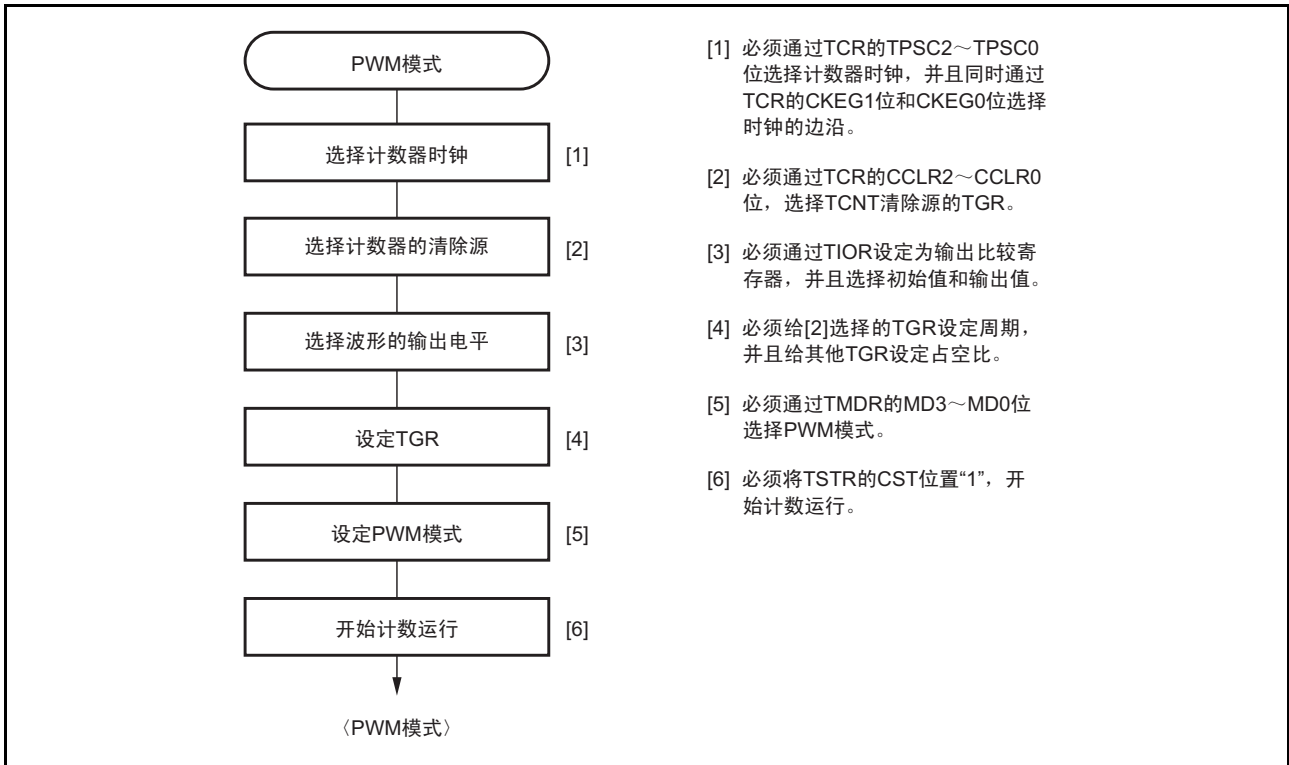 PWM模式
选择计数器时钟 [1]
选择计数器的清除源 [2]
选择波形的输出电平 [3]
设定TGR [4]
设定PWM模式 [5]
开始计数运行 [6]
〈PWM模式〉
[1] 必须通过TCR的TPSC2～TPSC0
位选择计数器时钟，并且同时通过
TCR的CKEG1位和CKEG0位选择
时钟的边沿。
[2] 必须通过TCR的CCLR2～CCLR0
位，选择TCNT清除源的TGR。
[3] 必须通过TIOR设定为输出比较寄
存器，并且选择初始值和输出值。
[4] 必须给[2]选择的TGR设定周期，
并且给其他TGR设定占空比。
[5] 必须通过TMDR的MD3～MD0位
选择PWM模式。
[6] 必须将TSTR的CST位置“1”，开
始计数运行。